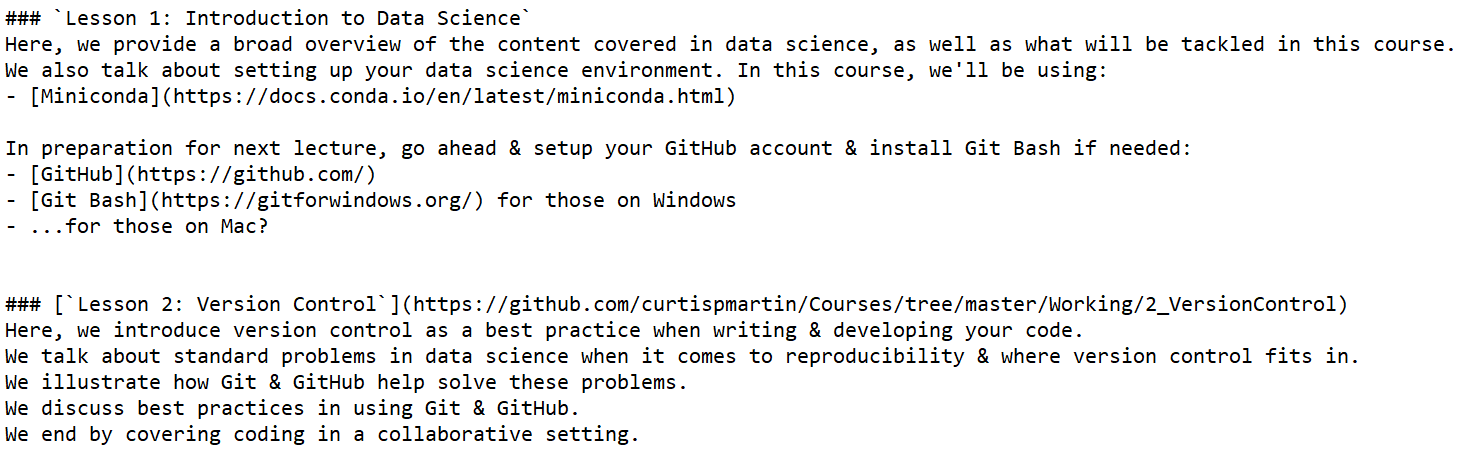 ### `Lesson 1: Introduction to Data Science`
Here, we provide a broad overview of the content covered in data science, as well as what will be tackled in this course.
We also talk about setting up your data science environment. In this course, we'll be using:
- [Miniconda](https://docs.conda.io/en/latest/miniconda.html)

In preparation for next lecture, go ahead & setup your GitHub account & install Git Bash if needed:
- [GitHub](https://github.com/)
- [Git Bash](https://gitforwindows.org/) for those on Windows
- ...for those on Mac?

### [`Lesson 2: Version Control`](https://github.com/curtispmartin/Courses/tree/master/Working/2_VersionControl)
Here, we introduce version control as a best practice when writing & developing your code.
We talk about standard problems in data science when it comes to reproducibility & where version control fits in.
We illustrate how Git & GitHub help solve these problems.
We discuss best practices in using Git & GitHub.
We end by covering coding in a collaborative setting.